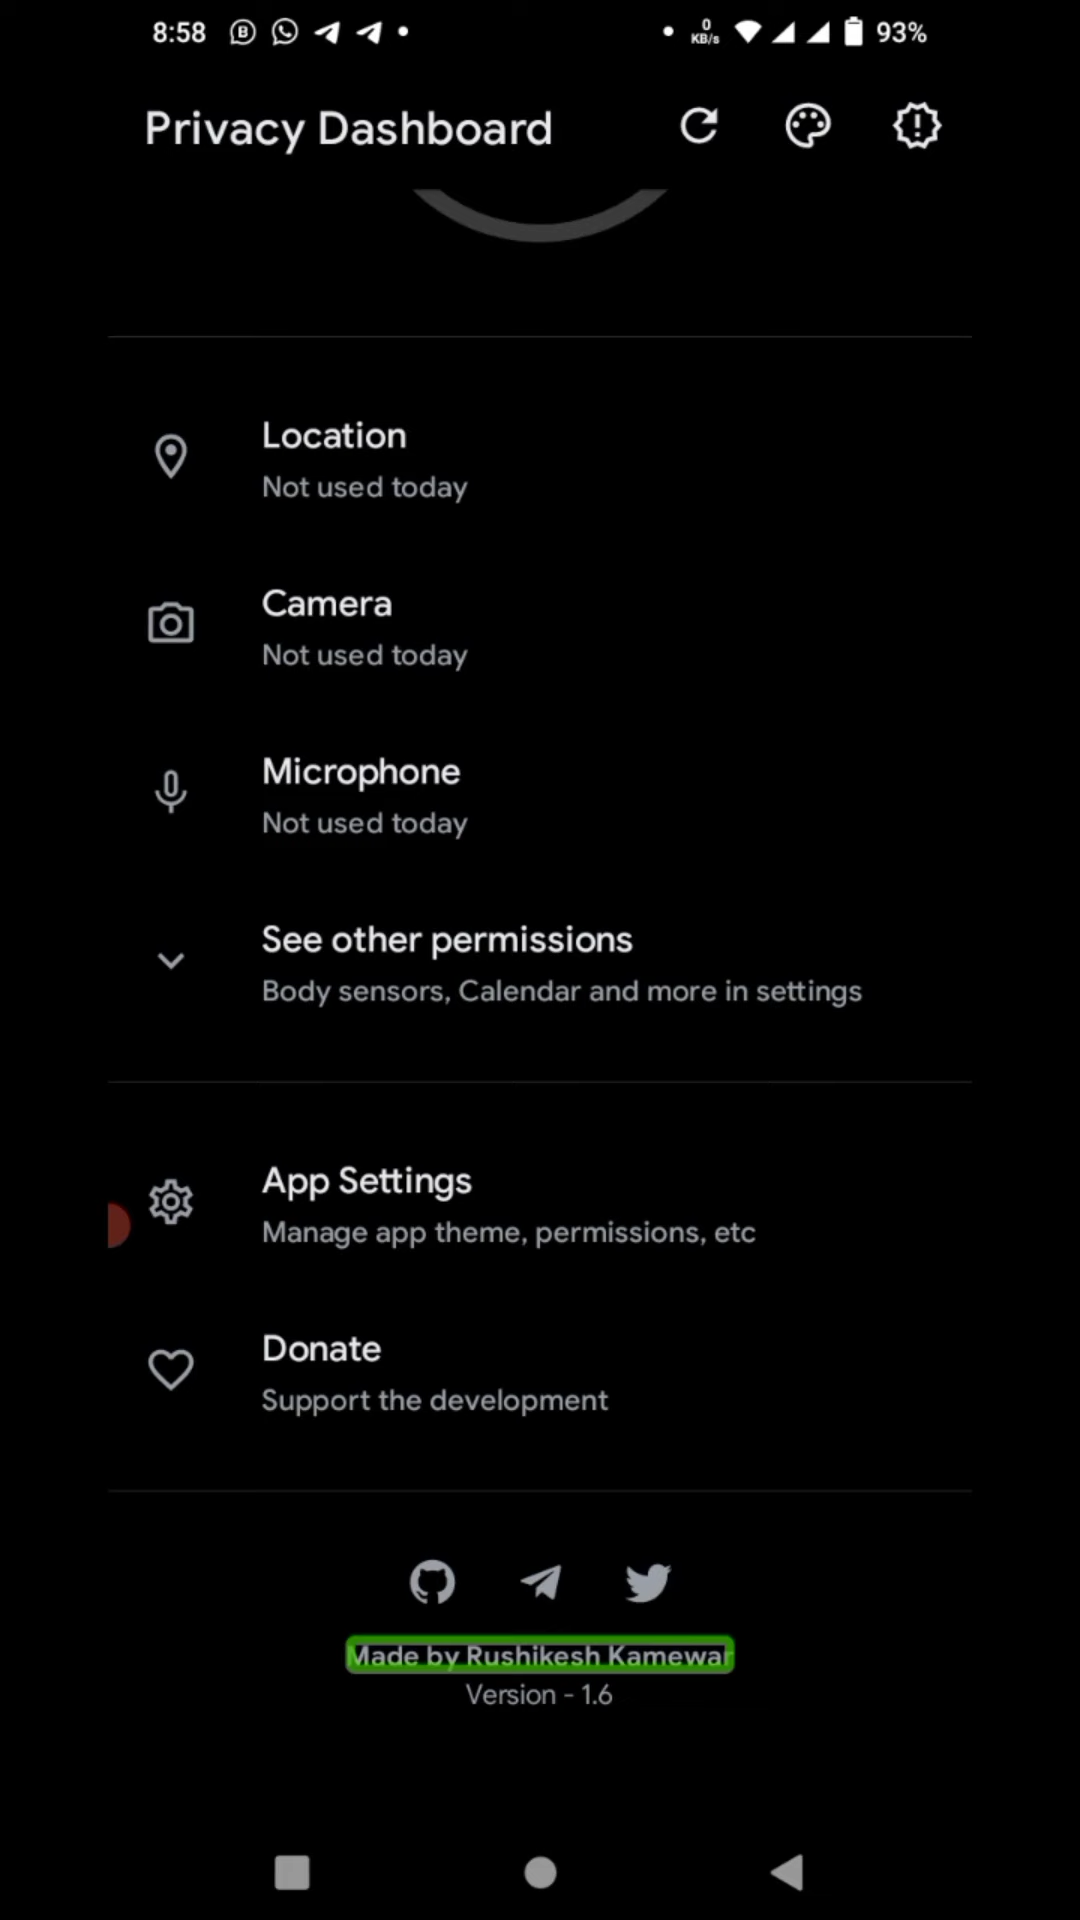 8:58
0
KB/s
93%
Privacy Dashboard
Location
Not used today
Camera
Not used today
Microphone
Not used today
See other permissions
Body sensors, Calendar and more in settings
App Settings
Manage app theme, permissions, etc
Donate
Support the development
Made by Rushikesh Kamewar
Version - 1.6